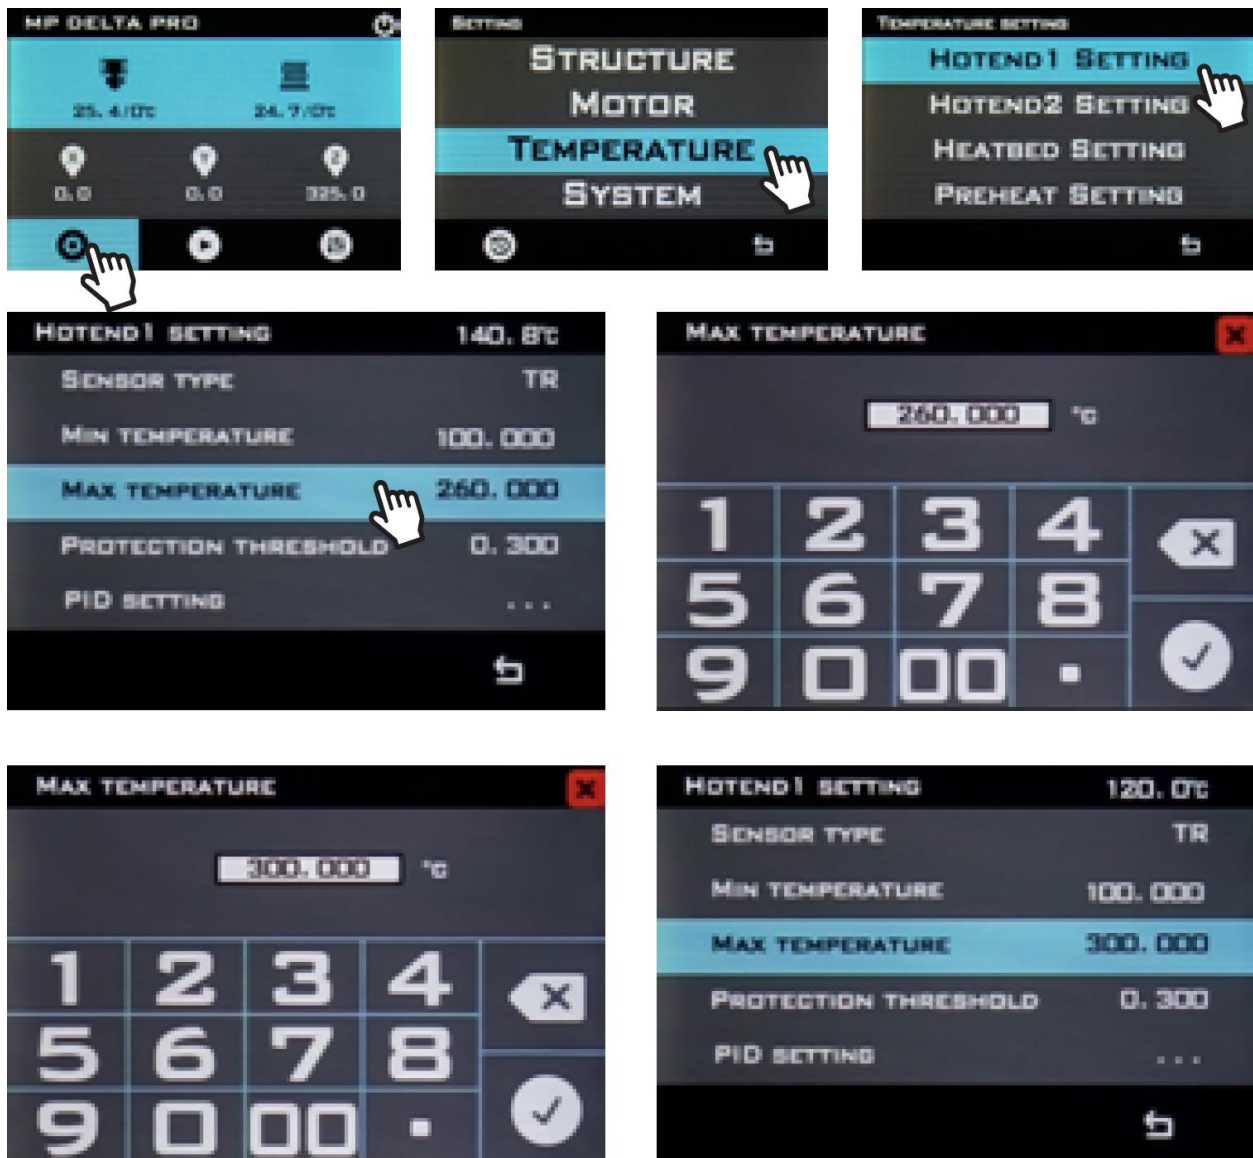 MP DELTA PRO
25.4/0℃ 24.7/0℃
X Y Z
0.0 0.0 325.0
SETTING
STRUCTURE
MOTOR
TEMPERATURE
SYSTEM
TEMPERATURE SETTING
HOTEND1 SETTING
HOTEND2 SETTING
HEATBED SETTING
PREHEAT SETTING
HOTEND1 SETTING 140.8℃
SENSOR TYPE TR
MIN TEMPERATURE 100.000
MAX TEMPERATURE 260.000
PROTECTION THRESHOLD 0.300
PID SETTING ...
MAX TEMPERATURE
260.000 °C
1 2 3 4
5 6 7 8
9 0 00 .
MAX TEMPERATURE
300.000 °C
1 2 3 4
5 6 7 8
9 0 00 .
HOTEND1 SETTING 120.0℃
SENSOR TYPE TR
MIN TEMPERATURE 100.000
MAX TEMPERATURE 300.000
PROTECTION THRESHOLD 0.300
PID SETTING ...